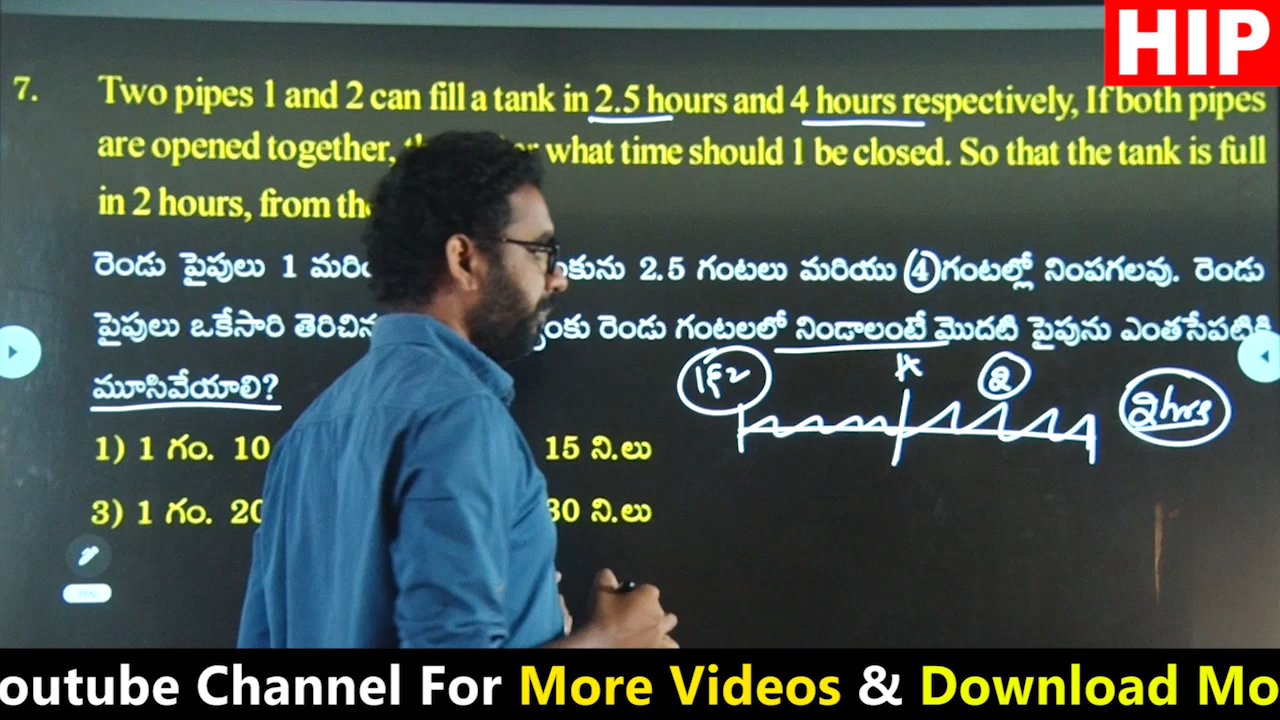 HIP
7. Two pipes 1 and 2 can fill a tank in 2.5 hours and 4 hours respectively, If both pipes
are opened together, what time should 1 be closed. So that the tank is full
in 2 hours, from
రెండు పైపులు 1 2.5 గంటలు మరియు 4 గంటల్లో నింపగలవు. రెండు
పైపులు ఒకేసారి రెండు గంటలలో నిండాలంటే మొదటి పైపును ఎంతసేపటికి
మూసివేయాలి?
1 & 2 2 2hrs
1) 1 గం. 10 15 ని.లు
3) 1 గం. 20 30 ని.లు
PEN
outube Channel For More Videos & Download Mo